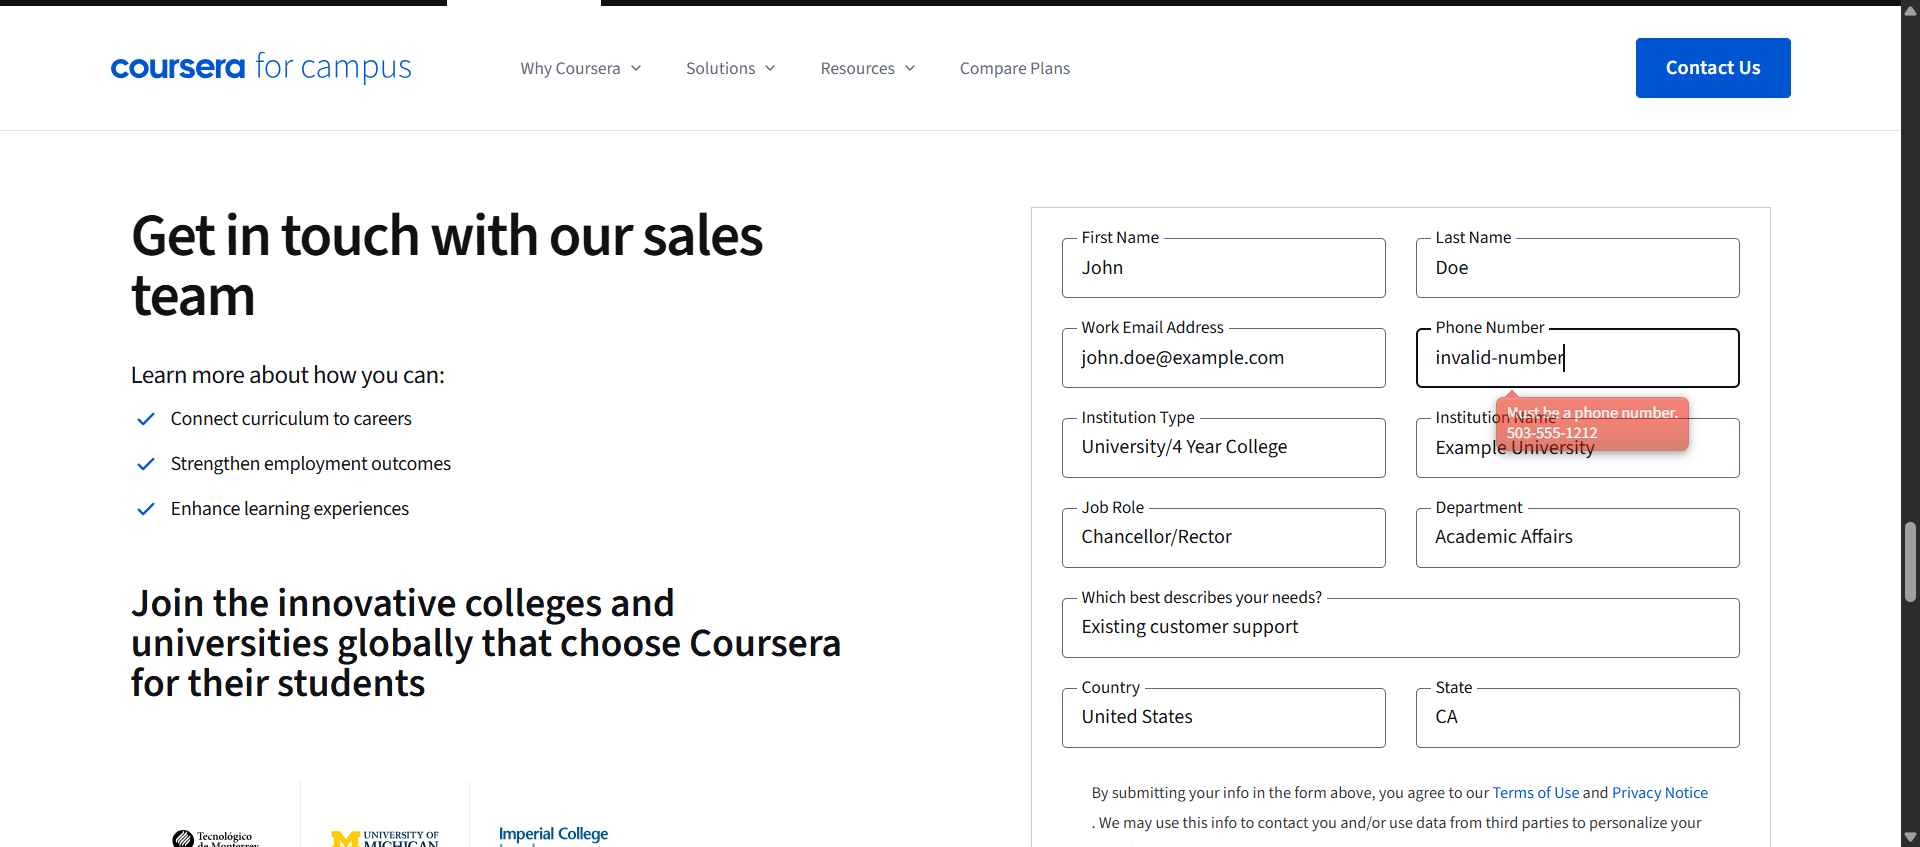 coursera for campus
Why Coursera
Solutions
Resources
Compare Plans
Contact Us
Get in touch with our sales
team
Learn more about how you can:
Connect curriculum to careers
Strengthen employment outcomes
Enhance learning experiences
Join the innovative colleges and
universities globally that choose Coursera
for their students
Tecnológico
de Monterrey
UNIVERSITY OF
MICHIGAN
Imperial College
First Name
John
Last Name
Doe
Work Email Address
john.doe@example.com
Phone Number
invalid-number
Must be a phone number.
503-555-1212
Institution Type
University/4 Year College
Institution Name
Example University
Job Role
Chancellor/Rector
Department
Academic Affairs
Which best describes your needs?
Existing customer support
Country
United States
State
CA
By submitting your info in the form above, you agree to our Terms of Use and Privacy Notice
. We may use this info to contact you and/or use data from third parties to personalize your